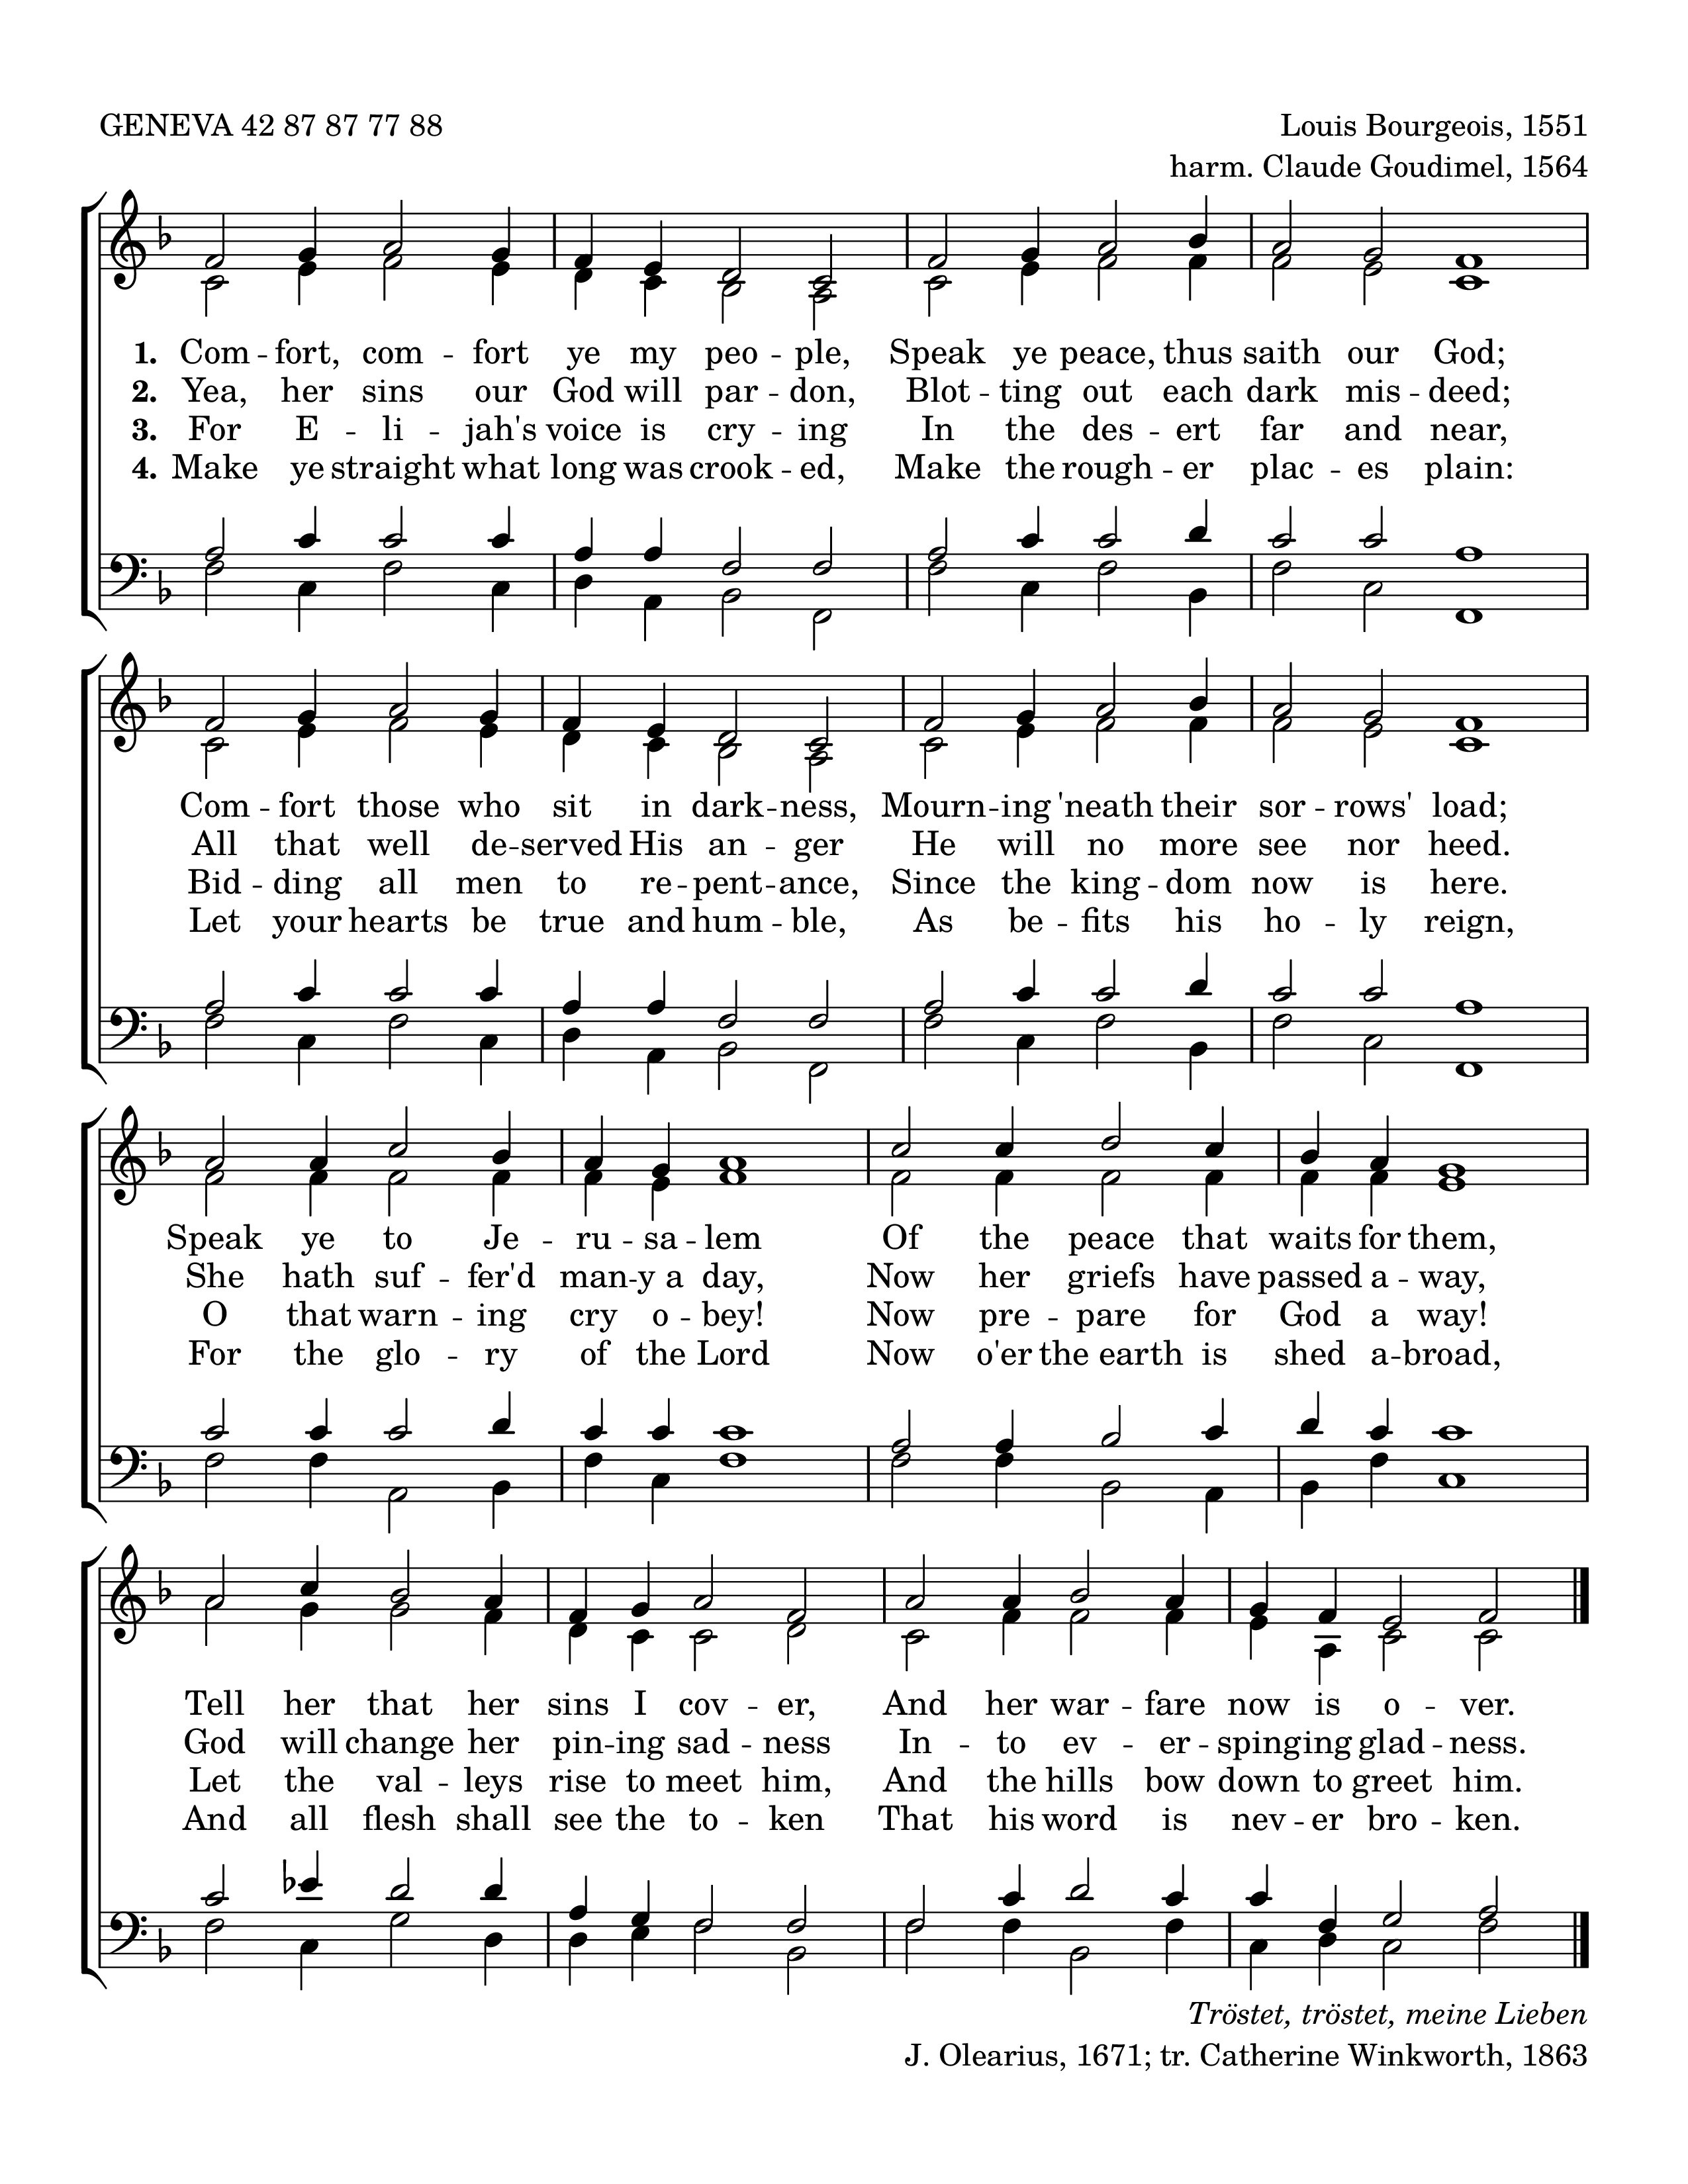 GENEVA 42 87 87 77 88
Louis Bourgeois, 1551
harm. Claude Goudimel, 1564
1. Com - fort, com - fort ye my peo - ple, Speak ye peace, thus saith our God;
2. Yea, her sins our God will par - don, Blot - ting out each dark mis - deed;
3. For E - li - jah's voice is cry - ing In the des - ert far and near,
4. Make ye straight what long was crook - ed, Make the rough - er plac - es plain:
Com - fort those who sit in dark - ness, Mourn - ing 'neath their sor - rows' load;
All that well de - served His an - ger He will no more see nor heed.
Bid - ding all men to re - pent - ance, Since the king - dom now is here.
Let your hearts be true and hum - ble, As be - fits his ho - ly reign,
Speak ye to Je - ru - sa - lem Of the peace that waits for them,
She hath suf - fer'd man - y a day, Now her griefs have passed a - way,
O that warn - ing cry o - bey! Now pre - pare for God a way!
For the glo - ry of the Lord Now o'er the earth is shed a - broad,
Tell her that her sins I cov - er, And her war - fare now is o - ver.
God will change her pin - ing sad - ness In - to ev - er - spinging glad - ness.
Let the val - leys rise to meet him, And the hills bow down to greet him.
And all flesh shall see the to - ken That his word is nev - er bro - ken.
Tröstet, tröstet, meine Lieben
J. Olearius, 1671; tr. Catherine Winkworth, 1863